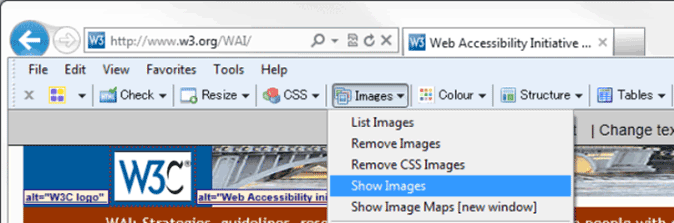 W3 http://www.w3.org/WAI/ W3 Web Accessibility Initiative ...
File Edit View Favorites Tools Help
Check Resize CSS Images Colour Structure Tables
List Images
Remove Images
Remove CSS Images
Show Images
Show Image Maps [new window]
| Change tex
W3C®
alt="W3C logo" alt="Web Accessibility ini
WAI: Strategies, guidelines, reso people with